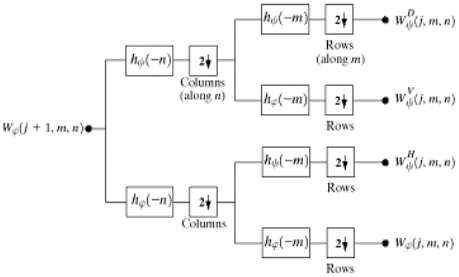 h_ψ(−m) 2↓ W_ψ^D(j, m, n)
Rows
(along m)
h_ψ(−n) 2↓
Columns
(along n)
h_φ(−m) 2↓ W_ψ^V(j, m, n)
Rows
W_φ(j + 1, m, n)
h_ψ(−m) 2↓ W_ψ^H(j, m, n)
Rows
h_φ(−n) 2↓
Columns
h_φ(−m) 2↓ W_φ(j, m, n)
Rows